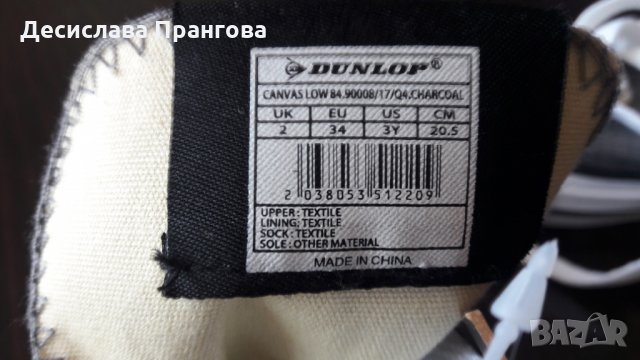 Десислава Прангова
DUNLOP®
CANVAS LOW 84.90008/17/Q4.CHARCOAL
UK EU US CM
2 34 3Y 20.5
2 038053 512209
UPPER : TEXTILE
LINING: TEXTILE
SOCK : TEXTILE
SOLE : OTHER MATERIAL
MADE IN CHINA
BAZAR